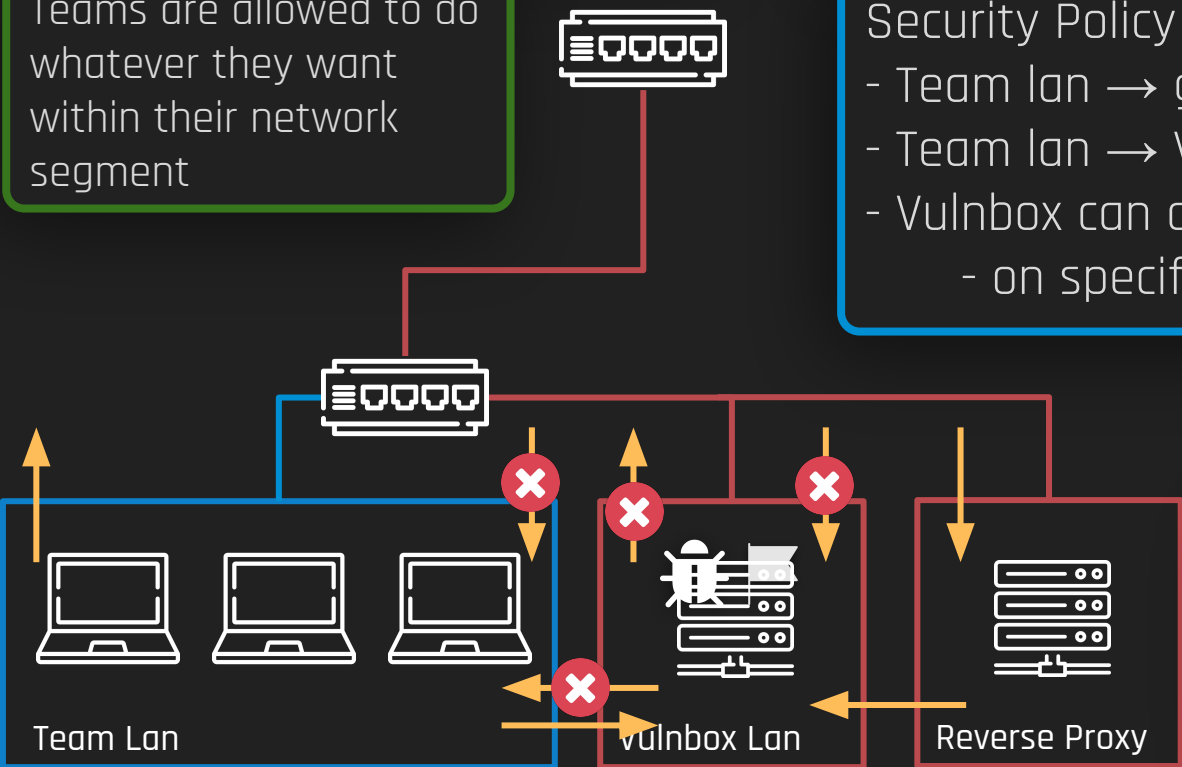 Teams are allowed to do
whatever they want
within their network
segment
Security Policy
- Team lan →
- Team lan →
- Vulnbox can
- on
Team Lan
Vulnbox Lan
Reverse Proxy